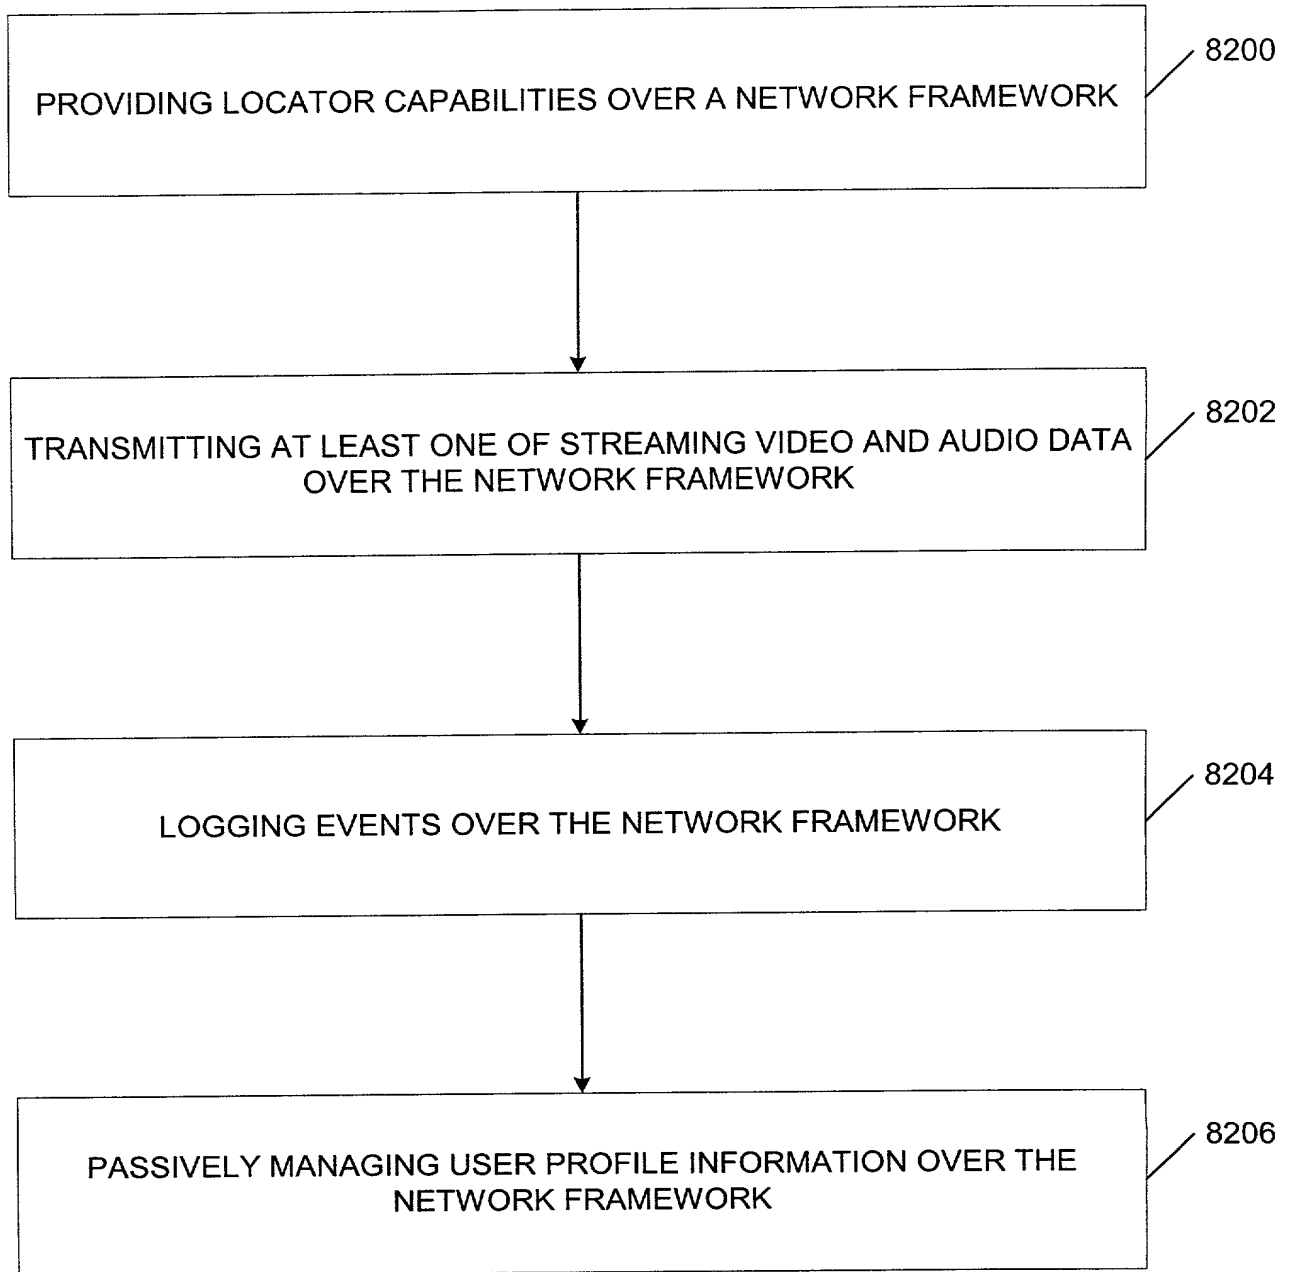 8200
PROVIDING LOCATOR CAPABILITIES OVER A NETWORK FRAMEWORK
8202
TRANSMITTING AT LEAST ONE OF STREAMING VIDEO AND AUDIO DATA
OVER THE NETWORK FRAMEWORK
8204
LOGGING EVENTS OVER THE NETWORK FRAMEWORK
8206
PASSIVELY MANAGING USER PROFILE INFORMATION OVER THE
NETWORK FRAMEWORK